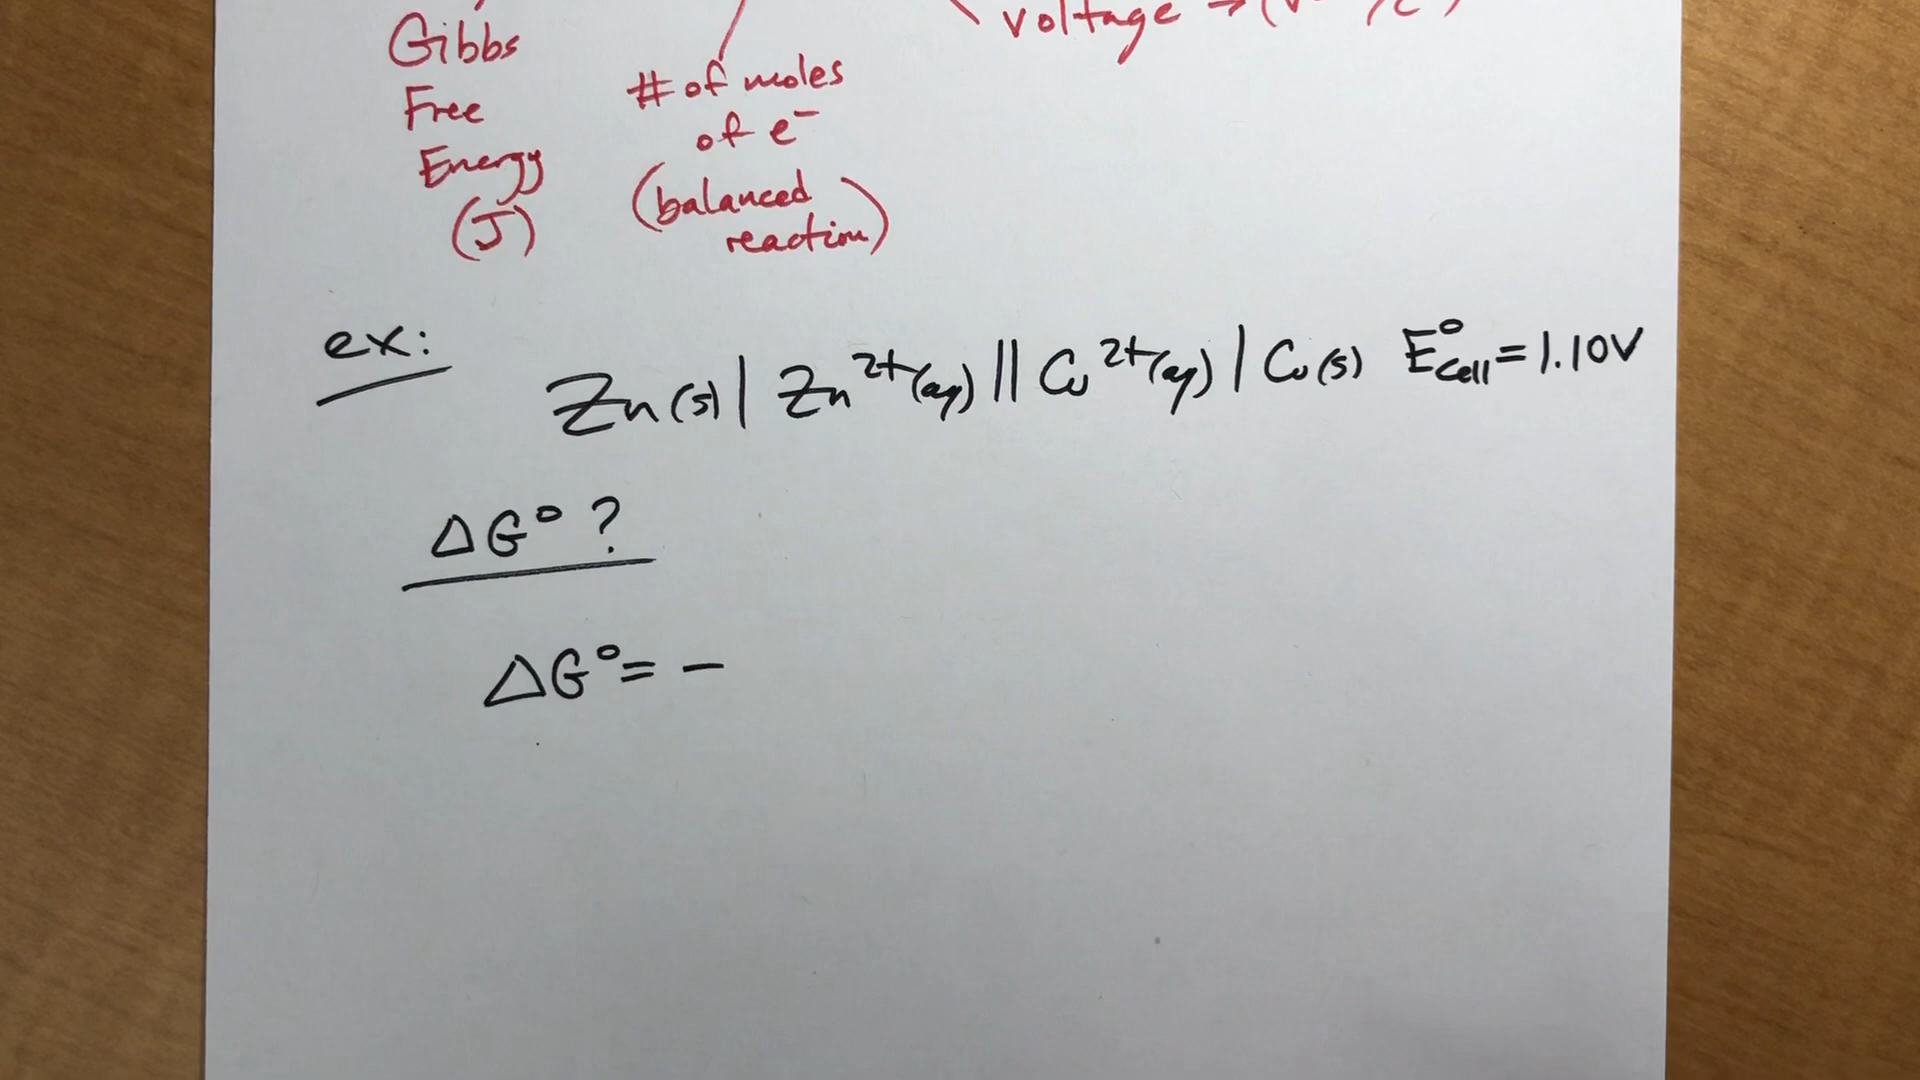 voltage → (V
Gibbs
Free
Energy
(J)
# of moles
of e⁻
(balanced
reaction)
ex:
Zn(s) | Zn²⁺(aq) || Cu²⁺(aq) | Cu(s) E°cell = 1.10V
ΔG° ?
ΔG° = −